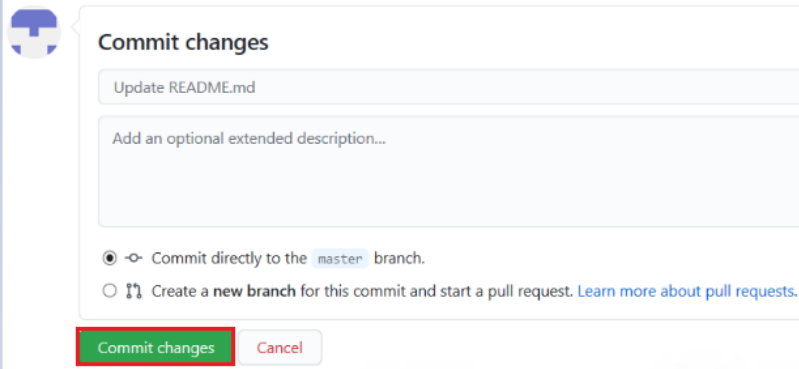 Commit changes
Update README.md
Add an optional extended description...
Commit directly to the master branch.
Create a new branch for this commit and start a pull request. Learn more about pull requests.
Commit changes Cancel